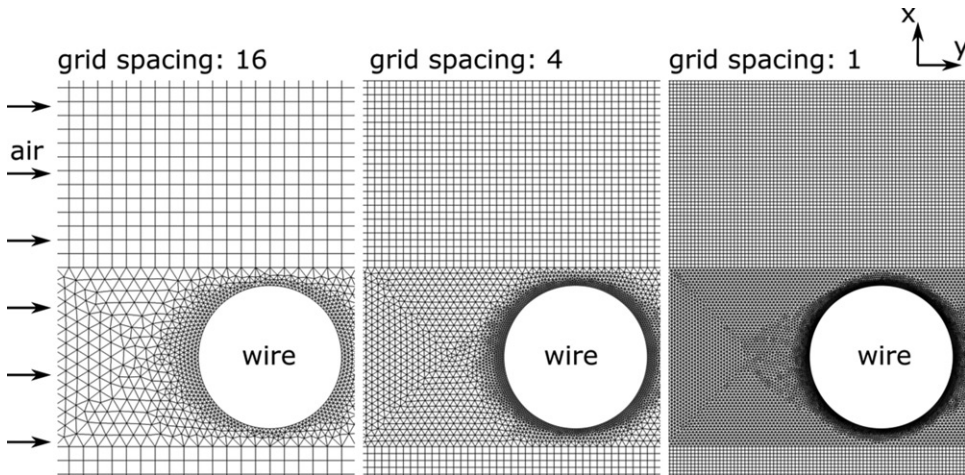 x
y
grid spacing: 16
grid spacing: 4
grid spacing: 1
air
wire
wire
wire